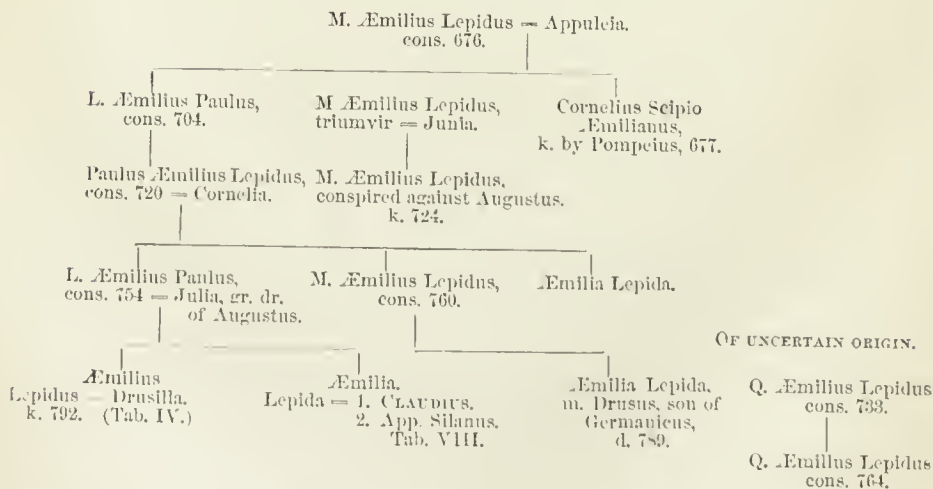 M. Æmilius Lepidus = Appuleia.
cons. 676.
L. Æmilius Paulus,
cons. 704.
M Æmilius Lepidus,
triumvir = Junia.
Cornelius Scipio
Æmilianus,
k. by Pompeius, 677.
Paulus Æmilius Lepidus,
cons. 720 = Cornelia.
M. Æmilius Lepidus,
conspired against Augustus.
k. 724.
L. Æmilius Paulus,
cons. 754 = Julia, gr. dr.
of Augustus.
M. Æmilius Lepidus,
cons. 760.
Æmilia Lepida.
OF UNCERTAIN ORIGIN.
Æmilius
Lepidus = Drusilla.
k. 792. (Tab. IV.)
Æmilia.
Lepida = 1. CLAUDIUS.
2. App. Silanus.
Tab. VIII.
Æmilia Lepida,
m. Drusus, son of
Germanicus,
d. 789.
Q. Æmilius Lepidus
cons. 733.
Q. Æmilius Lepidus
cons. 764.